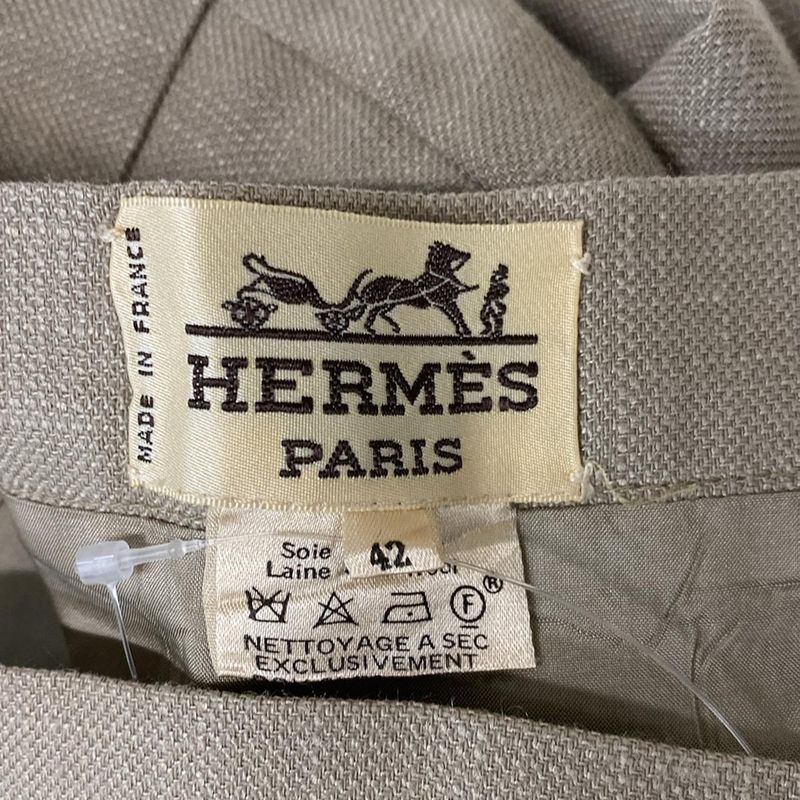 MADE IN FRANCE
HERMÈS
PARIS
42
Soie
Laine
F
®
NETTOYAGE A SEC
EXCLUSIVEMENT